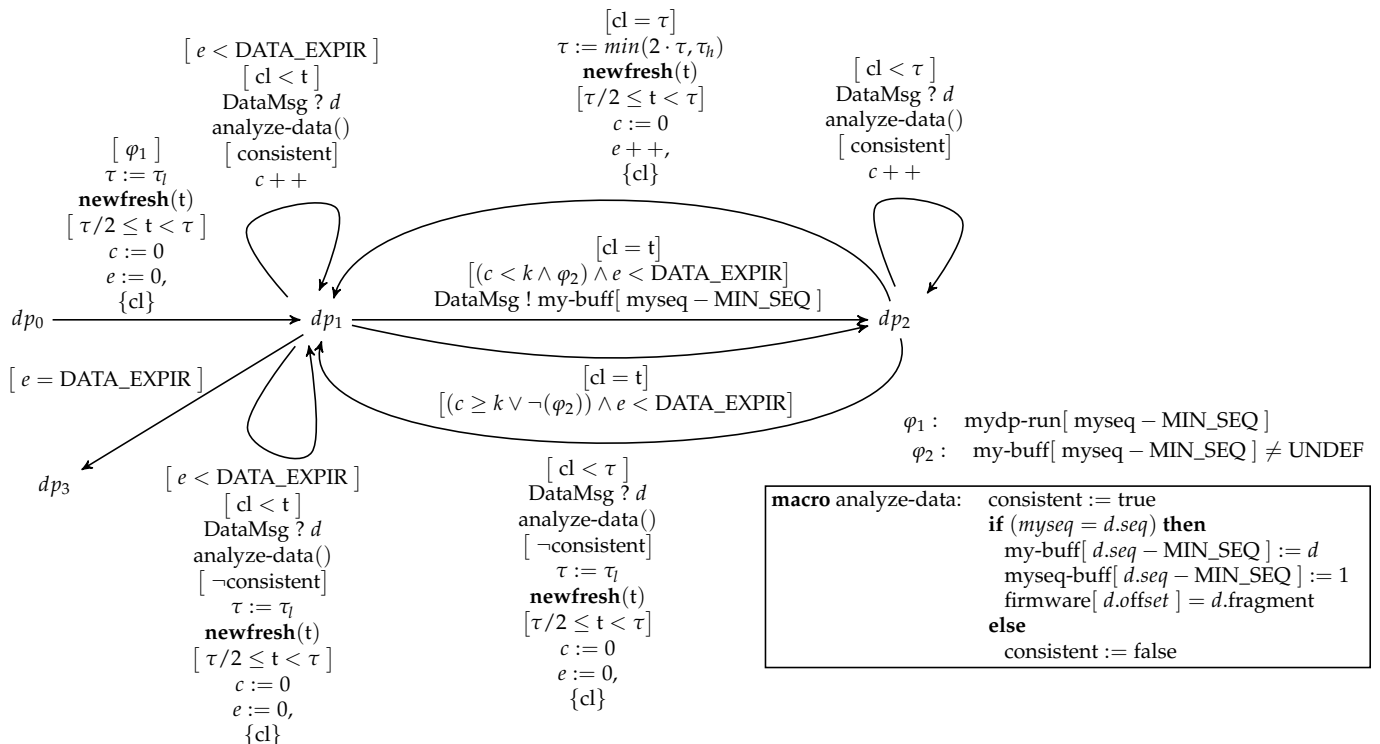 [ e < DATA_EXPIR ]
[ cl < t ]
DataMsg ? d
analyze-data()
[ consistent]
c + +
[cl = τ]
τ := min(2 · τ, τh)
newfresh(t)
[τ/2 ≤ t < τ]
c := 0
e + +,
{cl}
[ cl < τ ]
DataMsg ? d
analyze-data()
[ consistent]
c + +
[ φ1 ]
τ := τl
newfresh(t)
[ τ/2 ≤ t < τ ]
c := 0
e := 0,
{cl}
[cl = t]
[(c < k ∧ φ2) ∧ e < DATA_EXPIR]
DataMsg ! my-buff[ myseq − MIN_SEQ ]
dp0
dp1
dp2
[cl = t]
[(c ≥ k ∨ ¬(φ2)) ∧ e < DATA_EXPIR]
[ e = DATA_EXPIR ]
dp3
[ e < DATA_EXPIR ]
[ cl < t ]
DataMsg ? d
analyze-data()
[ ¬consistent]
τ := τl
newfresh(t)
[ τ/2 ≤ t < τ ]
c := 0
e := 0,
{cl}
[ cl < τ ]
DataMsg ? d
analyze-data()
[ ¬consistent]
τ := τl
newfresh(t)
[τ/2 ≤ t < τ]
c := 0
e := 0,
{cl}
φ1 : mydp-run[ myseq − MIN_SEQ ]
φ2 : my-buff[ myseq − MIN_SEQ ] ≠ UNDEF
macro analyze-data: consistent := true
if (myseq = d.seq) then
my-buff[ d.seq − MIN_SEQ ] := d
myseq-buff[ d.seq − MIN_SEQ ] := 1
firmware[ d.offset ] = d.fragment
else
consistent := false